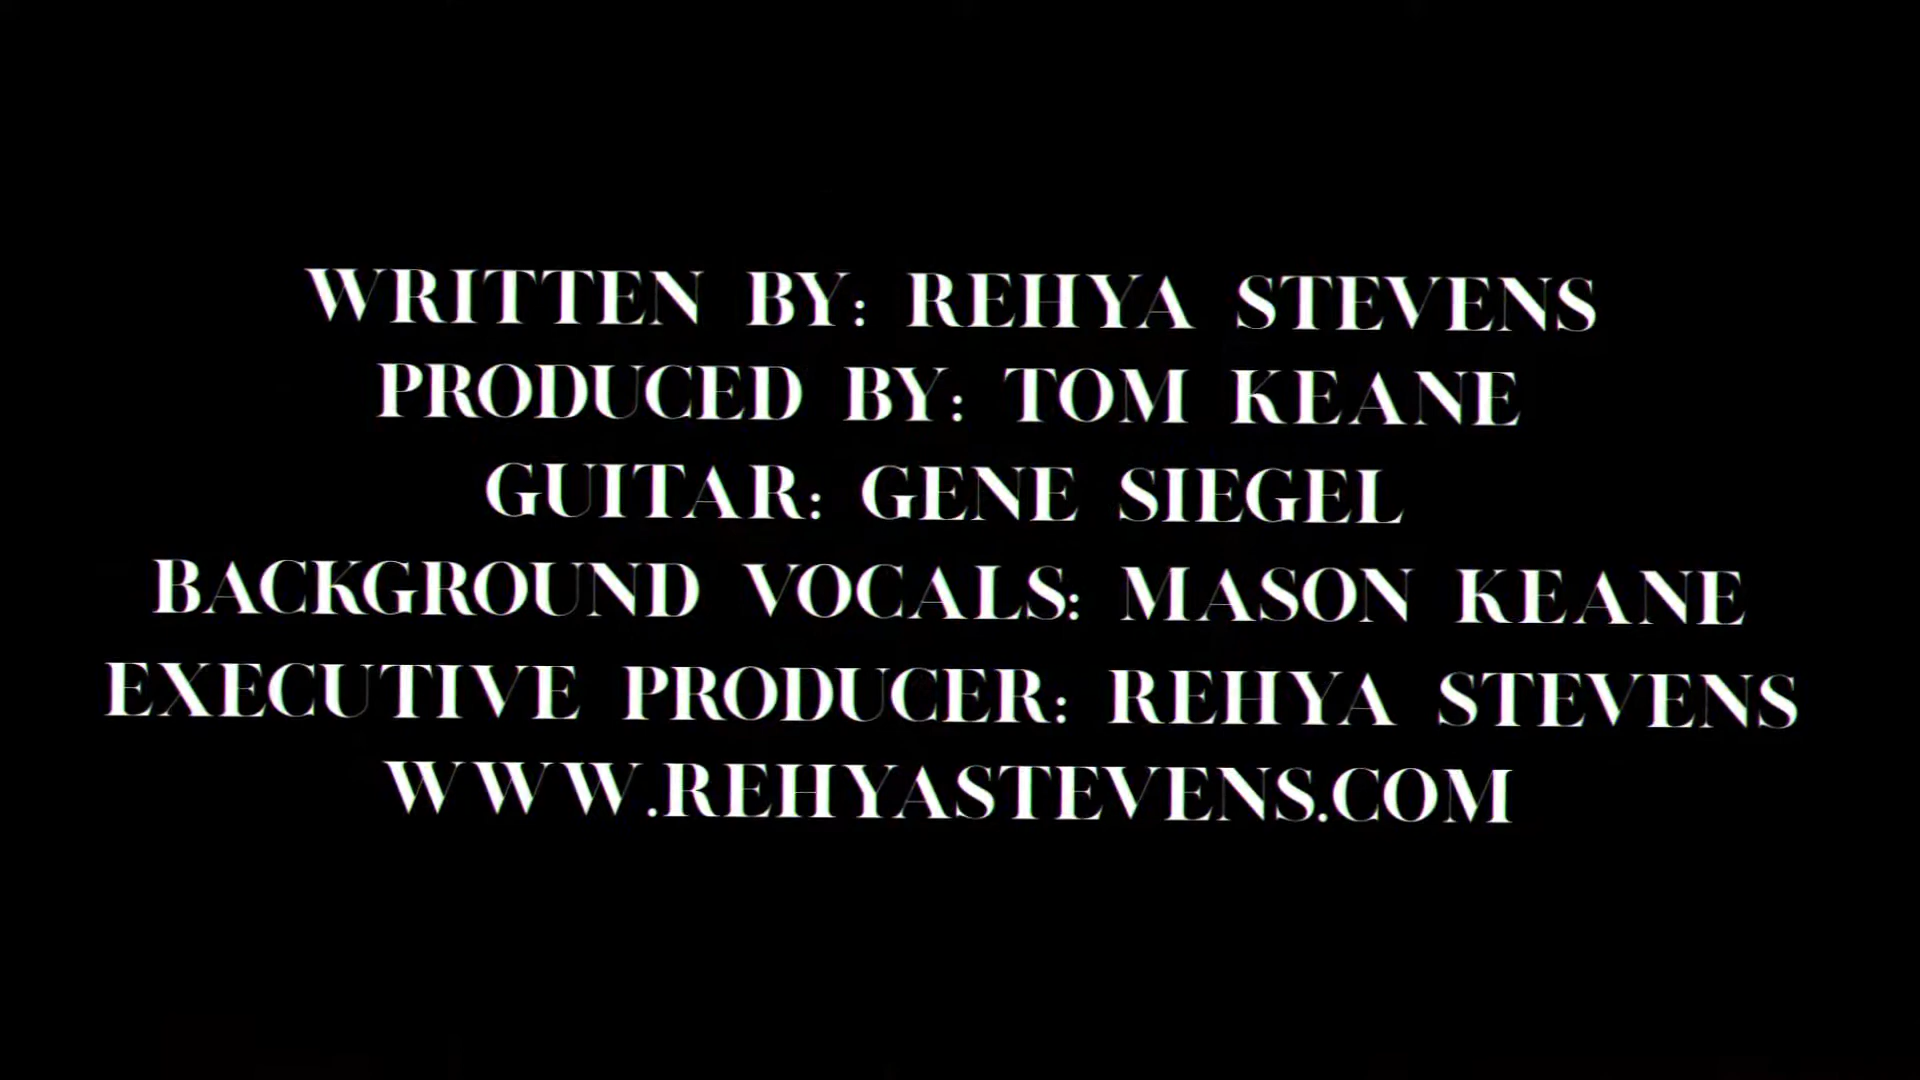 WRITTEN BY: REHYA STEVENS
PRODUCED BY: TOM KEANE
GUITAR: GENE SIEGEL
BACKGROUND VOCALS: MASON KEANE
EXECUTIVE PRODUCER: REHYA STEVENS
WWW.REHYASTEVENS.COM